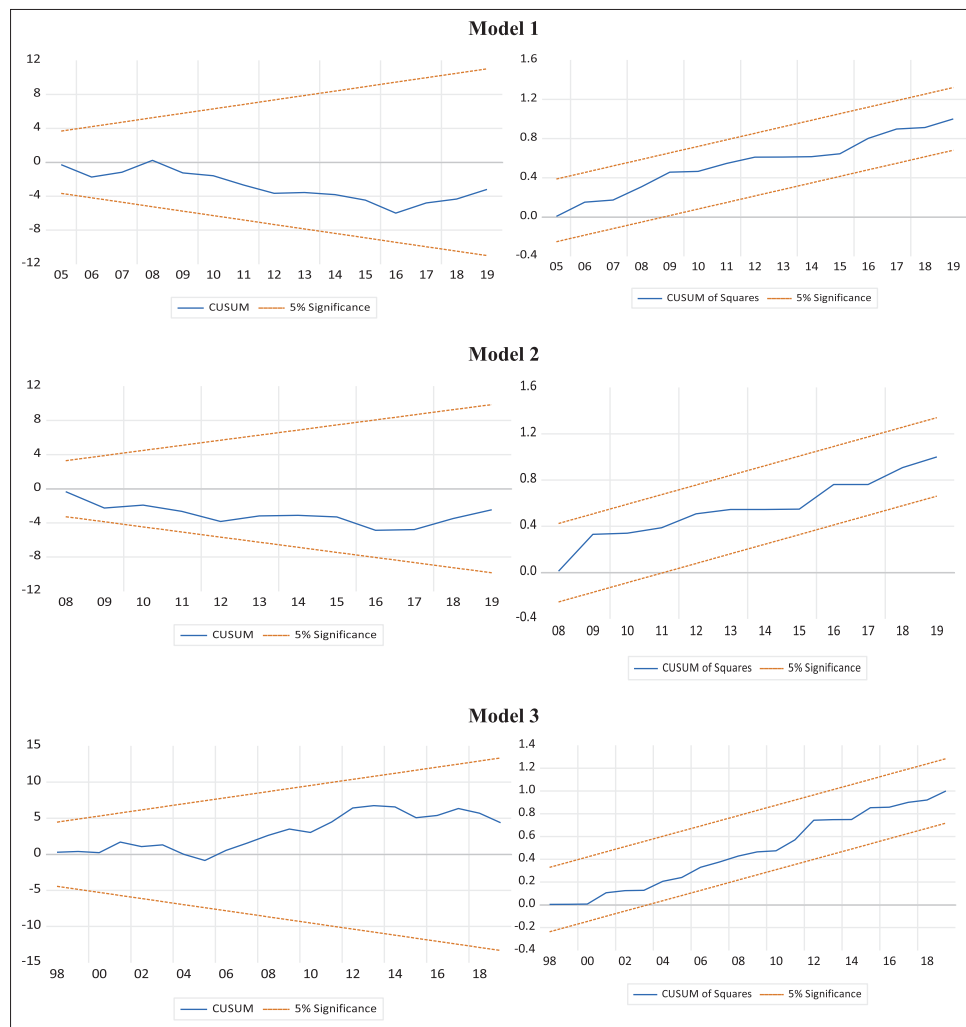 Model 1
12
8
4
0
-4
-8
-12
05 06 07 08 09 10 11 12 13 14 15 16 17 18 19
CUSUM 5% Significance
1.6
1.2
0.8
0.4
0.0
-0.4
05 06 07 08 09 10 11 12 13 14 15 16 17 18 19
CUSUM of Squares 5% Significance
Model 2
12
8
4
0
-4
-8
-12
08 09 10 11 12 13 14 15 16 17 18 19
CUSUM 5% Significance
1.6
1.2
0.8
0.4
0.0
-0.4
08 09 10 11 12 13 14 15 16 17 18 19
CUSUM of Squares 5% Significance
Model 3
15
10
5
0
-5
-10
-15
98 00 02 04 06 08 10 12 14 16 18
CUSUM 5% Significance
1.4
1.2
1.0
0.8
0.6
0.4
0.2
0.0
-0.2
-0.4
98 00 02 04 06 08 10 12 14 16 18
CUSUM of Squares 5% Significance